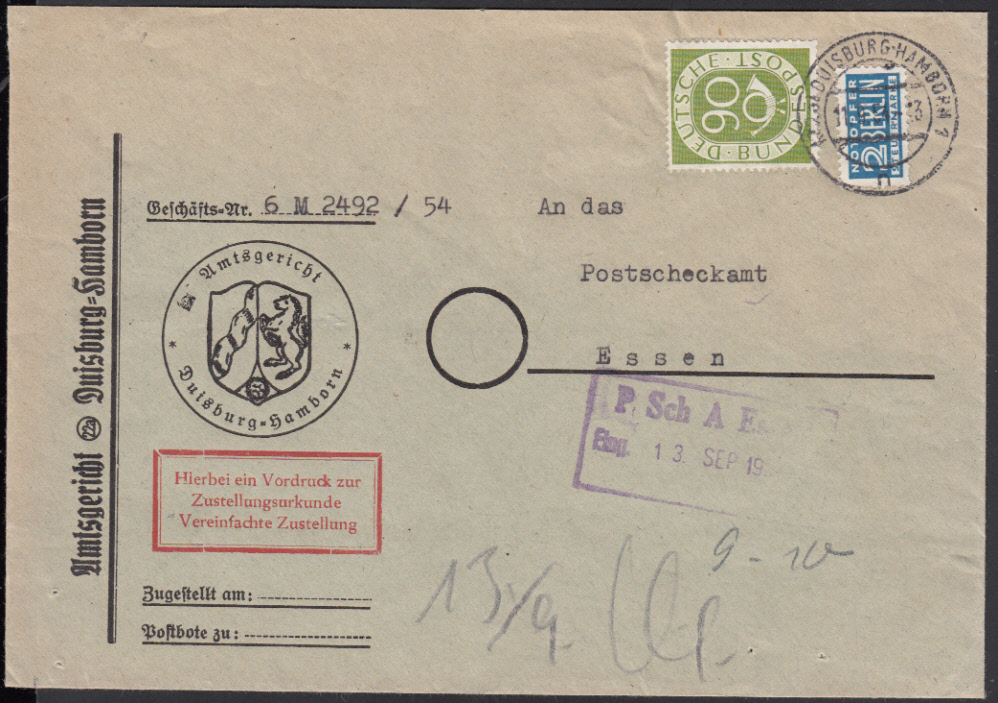 DEUTSCHE · BUNDESPOST
90
DUISBURG-HAMBORN 1
NOTOPFER
2 BERLIN
STEUERMARKE
Geschäfts-Nr. 6 M 2492 / 54
An das
Postscheckamt
Essen
Amtsgericht 22a Duisburg-Hamborn
Amtsgericht
* Duisburg-Hamborn *
P Sch A
Eing. 13. SEP 19
Hierbei ein Vordruck zur
Zustellungsurkunde
Vereinfachte Zustellung
9-10
13/9.
Zugestellt am:
Postbote zu: